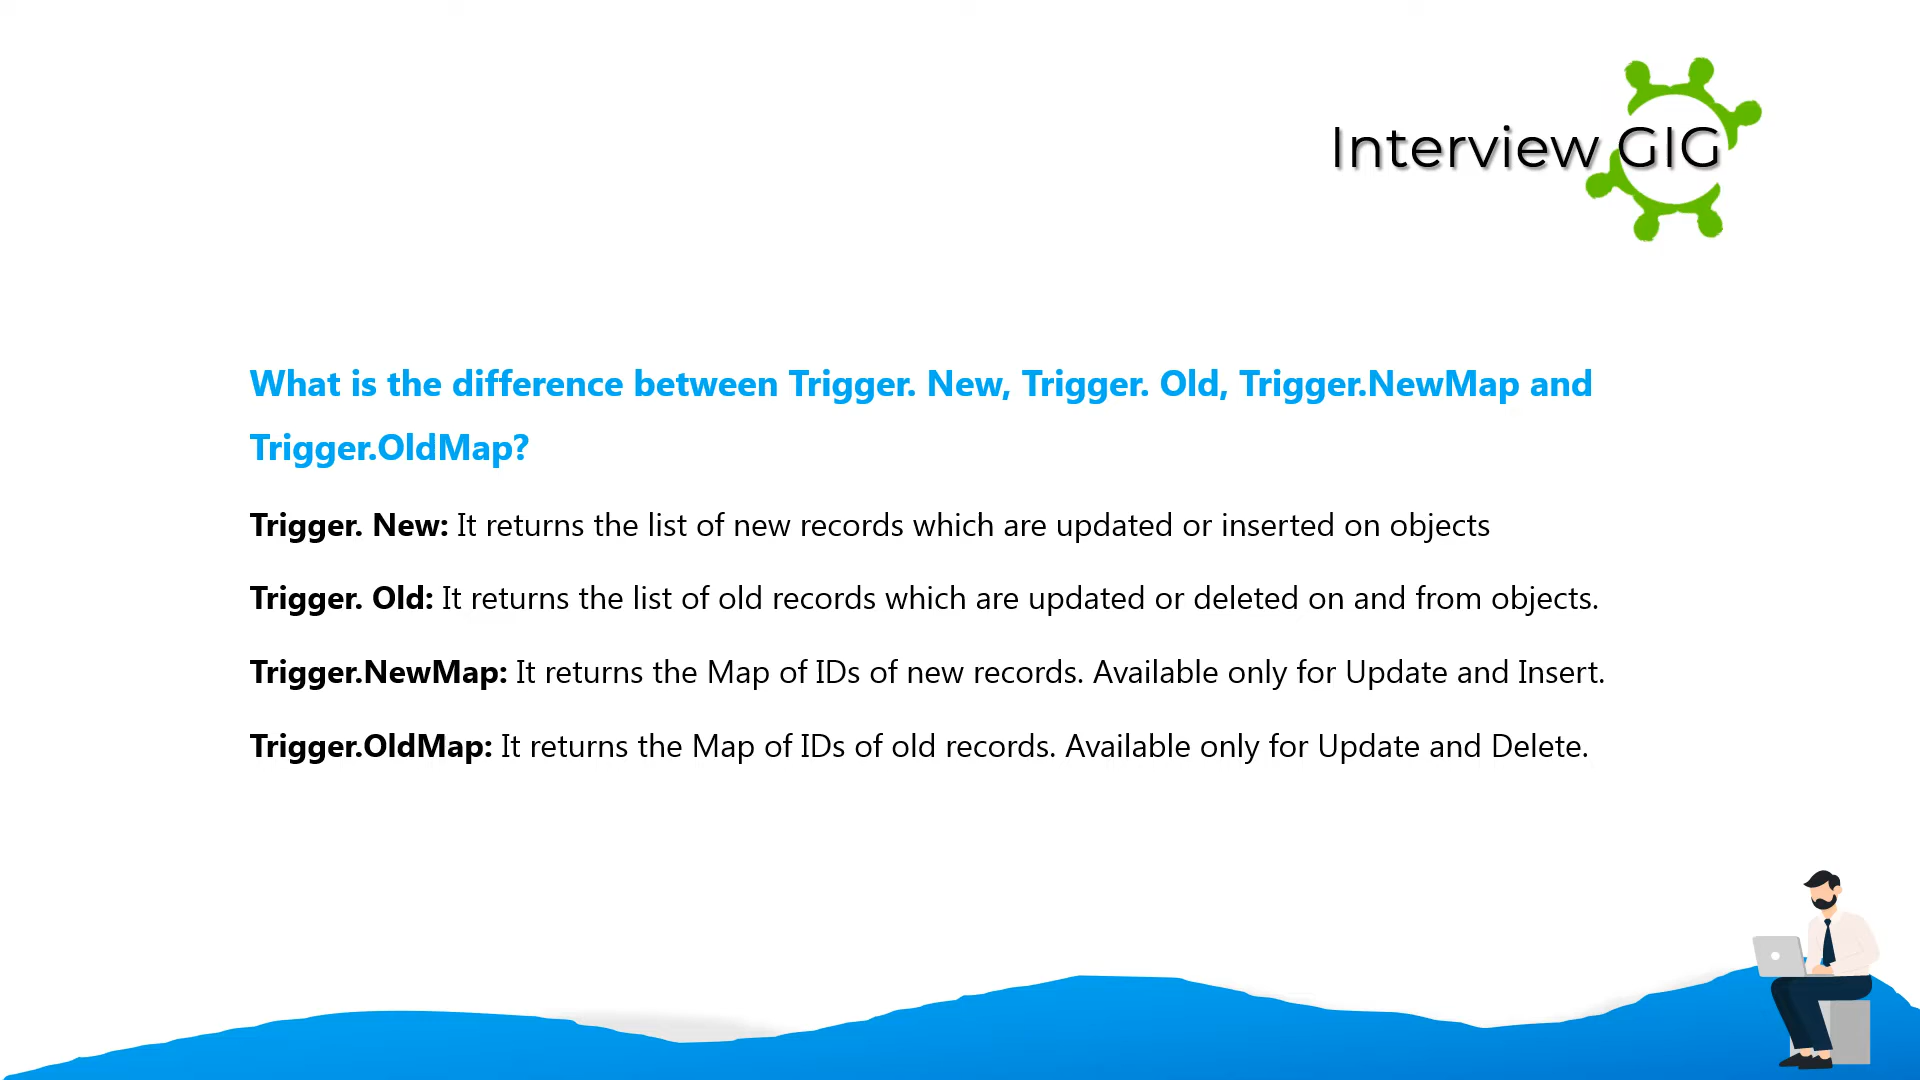 Interview GIG
What is the difference between Trigger. New, Trigger. Old, Trigger.NewMap and
Trigger.OldMap?
Trigger. New: It returns the list of new records which are updated or inserted on objects
Trigger. Old: It returns the list of old records which are updated or deleted on and from objects.
Trigger.NewMap: It returns the Map of IDs of new records. Available only for Update and Insert.
Trigger.OldMap: It returns the Map of IDs of old records. Available only for Update and Delete.